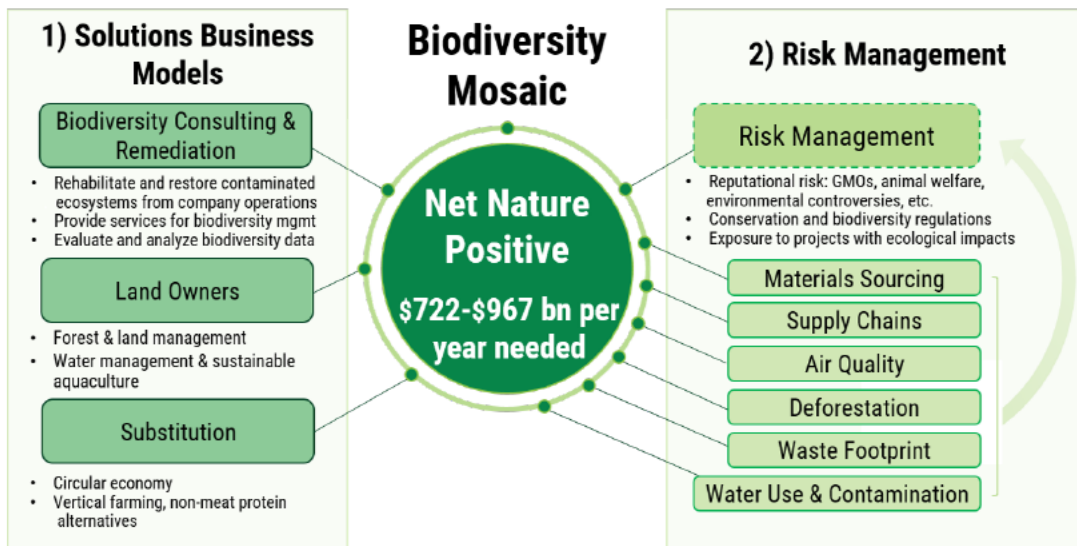 1) Solutions Business
Models
Biodiversity Consulting &
Remediation
• Rehabilitate and restore contaminated
ecosystems from company operations
• Provide services for biodiversity mgmt
• Evaluate and analyze biodiversity data
Land Owners
• Forest & land management
• Water management & sustainable
aquaculture
Substitution
• Circular economy
• Vertical farming, non-meat protein
alternatives
Biodiversity
Mosaic
Net Nature
Positive
$722-$967 bn per
year needed
2) Risk Management
Risk Management
• Reputational risk: GMOs, animal welfare,
environmental controversies, etc.
• Conservation and biodiversity regulations
• Exposure to projects with ecological impacts
Materials Sourcing
Supply Chains
Air Quality
Deforestation
Waste Footprint
Water Use & Contamination